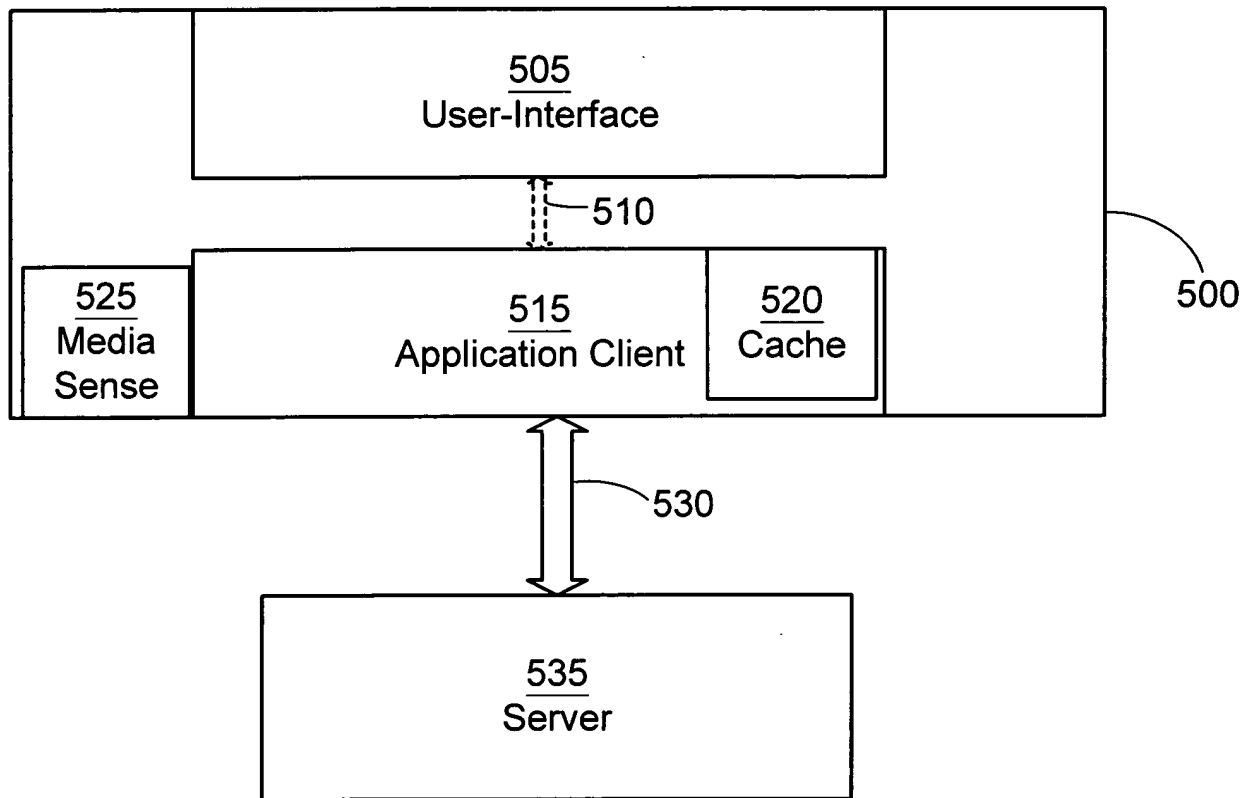 505
User-Interface
510
500
525
Media
Sense
515
Application Client
520
Cache
530
535
Server